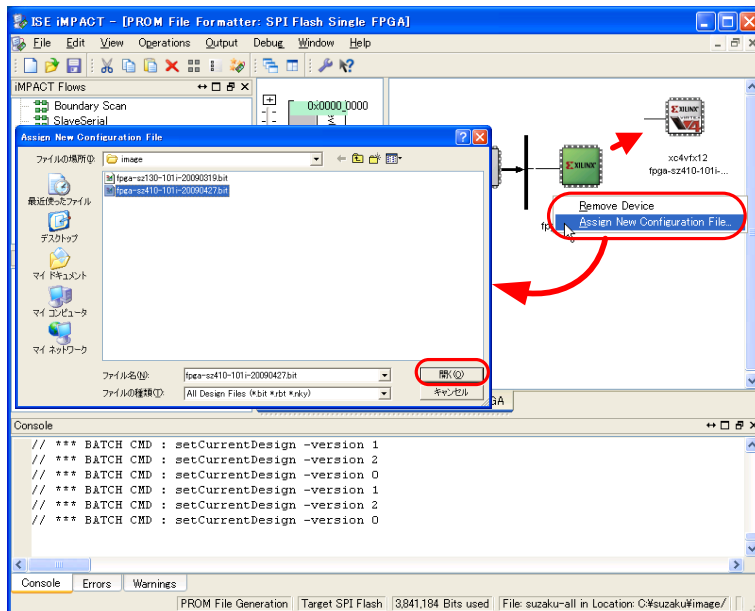 ISE iMPACT - [PROM File Formatter: SPI Flash Single FPGA]
File Edit View Operations Output Debug Window Help
iMPACT Flows
Boundary Scan
SlaveSerial
0x0000_0000
XILINX
XILINX
VIRTEX
xc4vfx12
fpga-sz410-101i-...
Remove Device
Assign New Configuration File...
Assign New Configuration File
ファイルの場所(I):
image
fpga-sz130-101i-20090319.bit
fpga-sz410-101i-20090427.bit
最近使ったファイル
デスクトップ
マイ ドキュメント
マイ コンピュータ
マイ ネットワーク
ファイル名(N):
fpga-sz410-101i-20090427.bit
開く(O)
ファイルの種類(T):
All Design Files (*.bit *.rbt *.nky)
キャンセル
GA
Console
// *** BATCH CMD : setCurrentDesign -version 1
// *** BATCH CMD : setCurrentDesign -version 2
// *** BATCH CMD : setCurrentDesign -version 0
// *** BATCH CMD : setCurrentDesign -version 1
// *** BATCH CMD : setCurrentDesign -version 2
// *** BATCH CMD : setCurrentDesign -version 0
Console Errors Warnings
PROM File Generation Target SPI Flash 3,841,184 Bits used File: suzaku-all in Location: C:¥suzaku¥image/